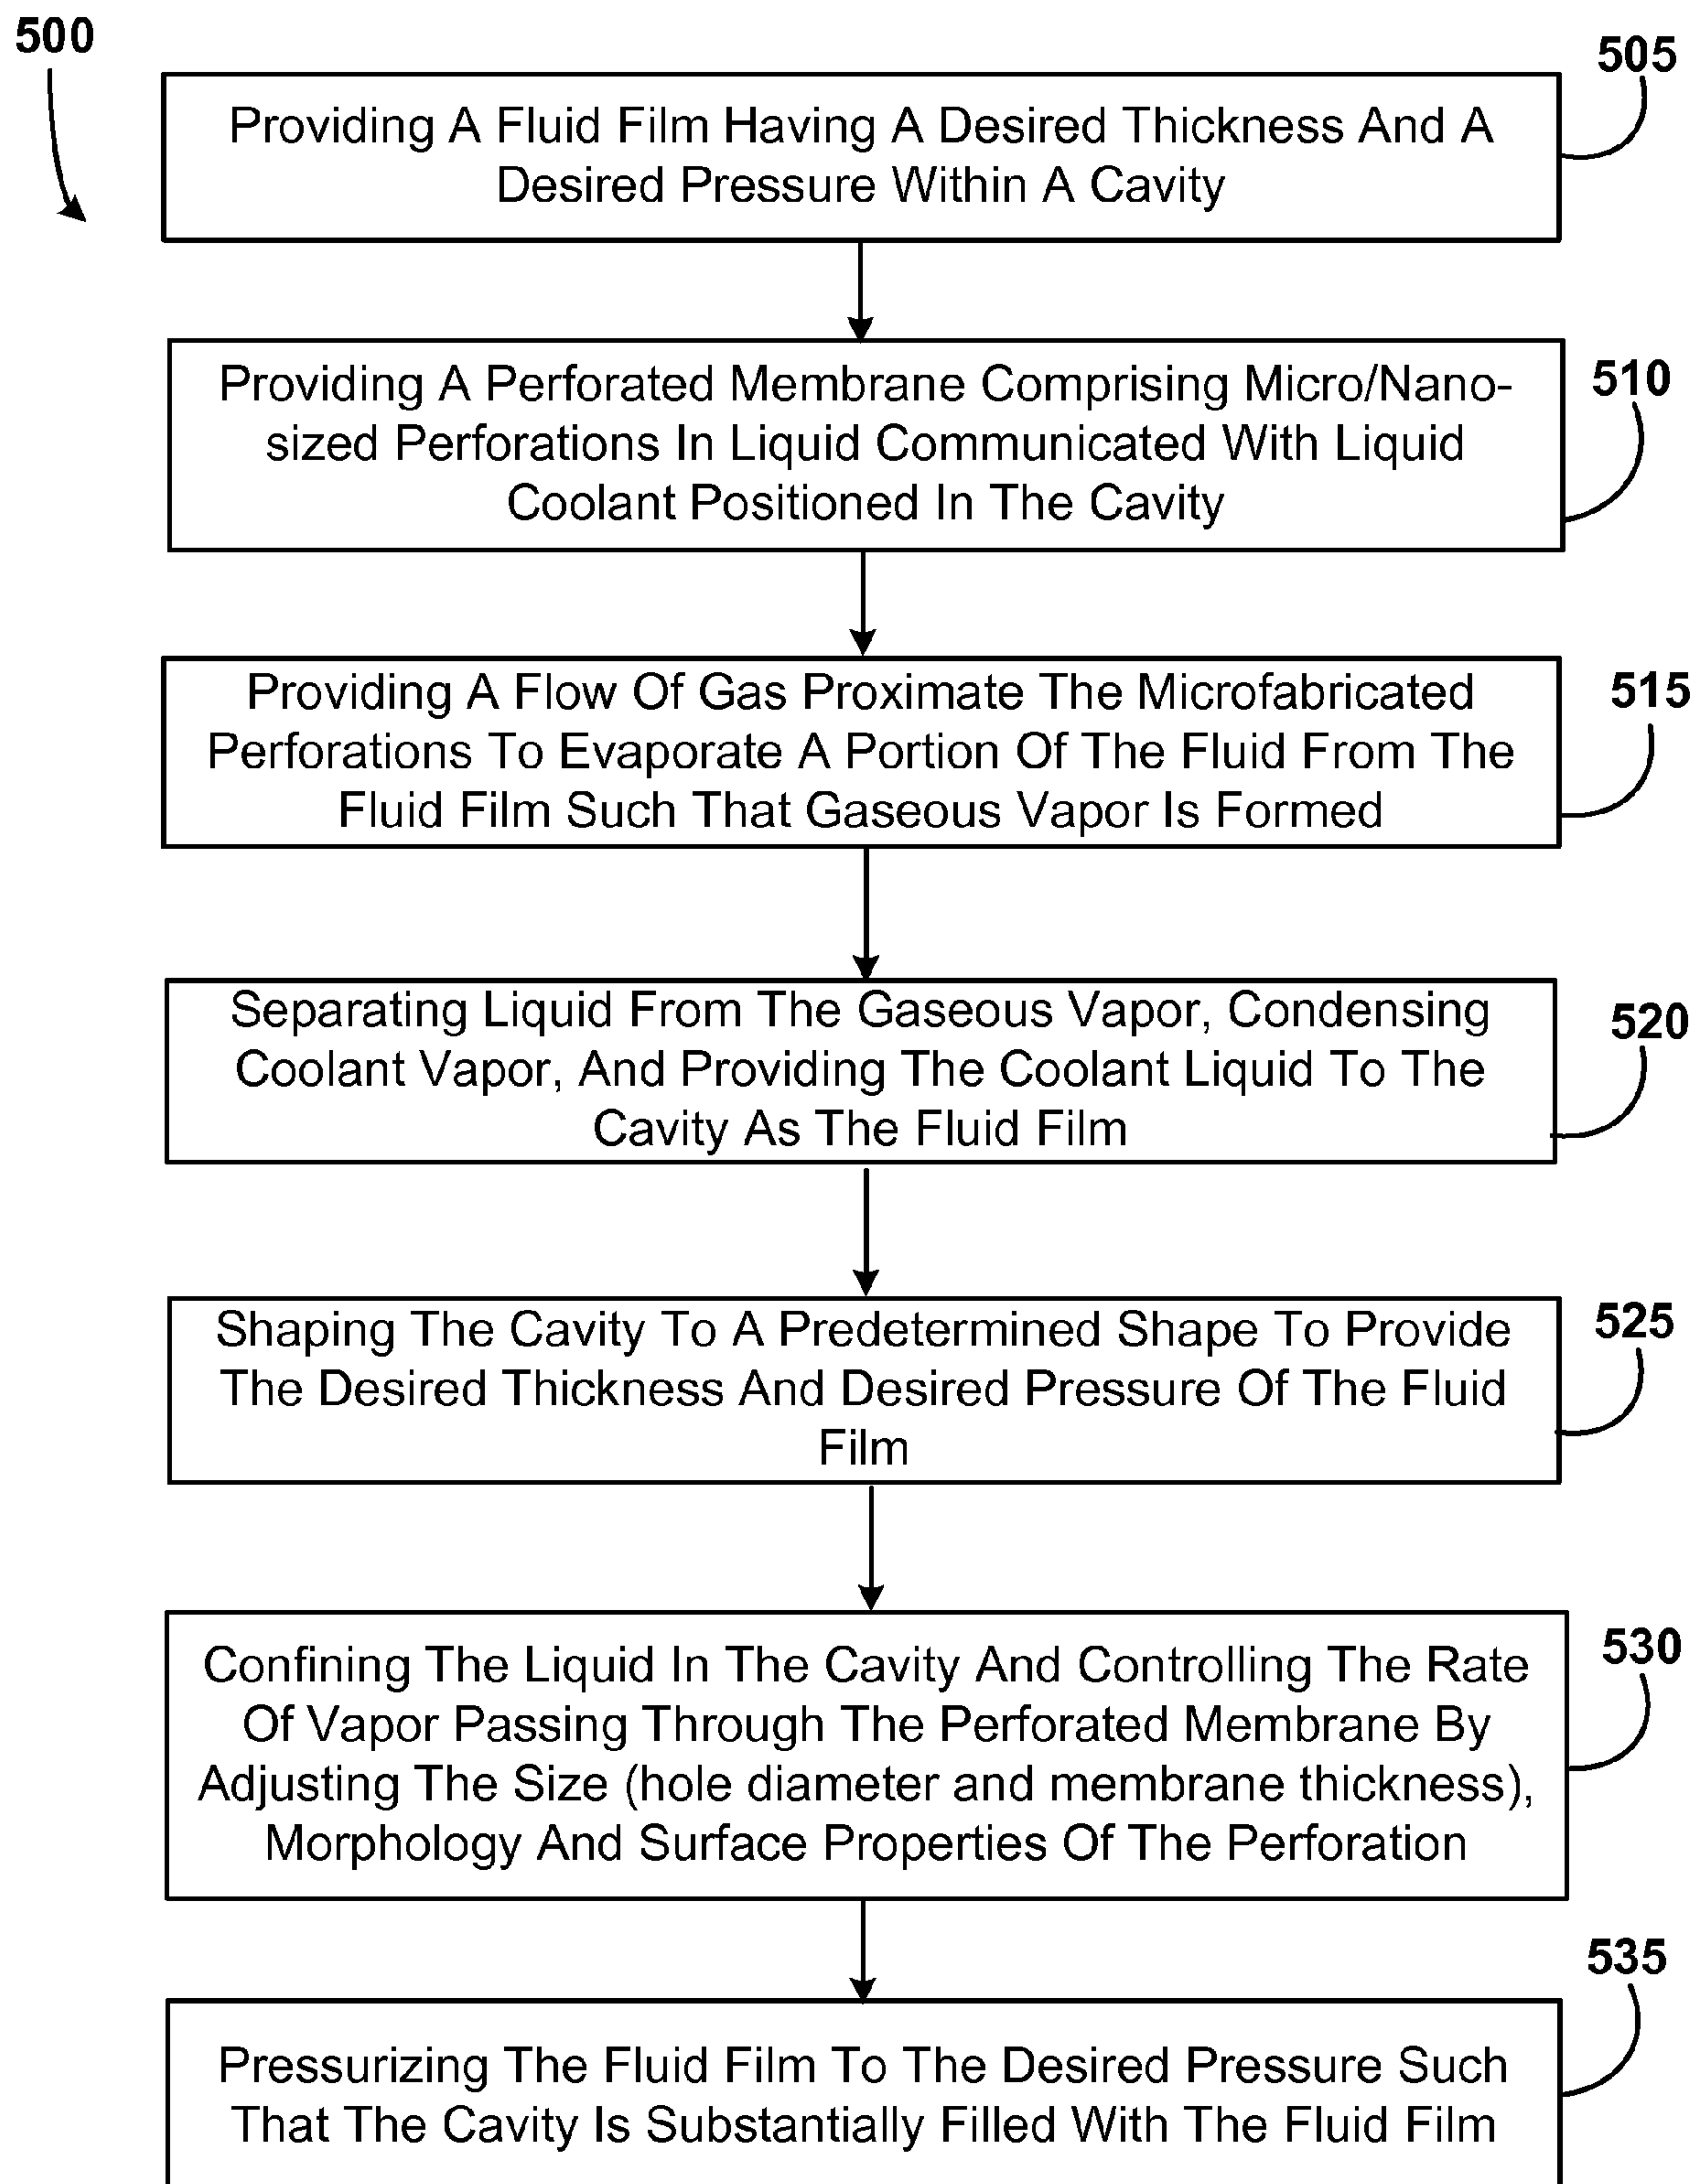 500
505
Providing A Fluid Film Having A Desired Thickness And A
Desired Pressure Within A Cavity
510
Providing A Perforated Membrane Comprising Micro/Nano-
sized Perforations In Liquid Communicated With Liquid
Coolant Positioned In The Cavity
515
Providing A Flow Of Gas Proximate The Microfabricated
Perforations To Evaporate A Portion Of The Fluid From The
Fluid Film Such That Gaseous Vapor Is Formed
520
Separating Liquid From The Gaseous Vapor, Condensing
Coolant Vapor, And Providing The Coolant Liquid To The
Cavity As The Fluid Film
525
Shaping The Cavity To A Predetermined Shape To Provide
The Desired Thickness And Desired Pressure Of The Fluid
Film
530
Confining The Liquid In The Cavity And Controlling The Rate
Of Vapor Passing Through The Perforated Membrane By
Adjusting The Size (hole diameter and membrane thickness),
Morphology And Surface Properties Of The Perforation
535
Pressurizing The Fluid Film To The Desired Pressure Such
That The Cavity Is Substantially Filled With The Fluid Film